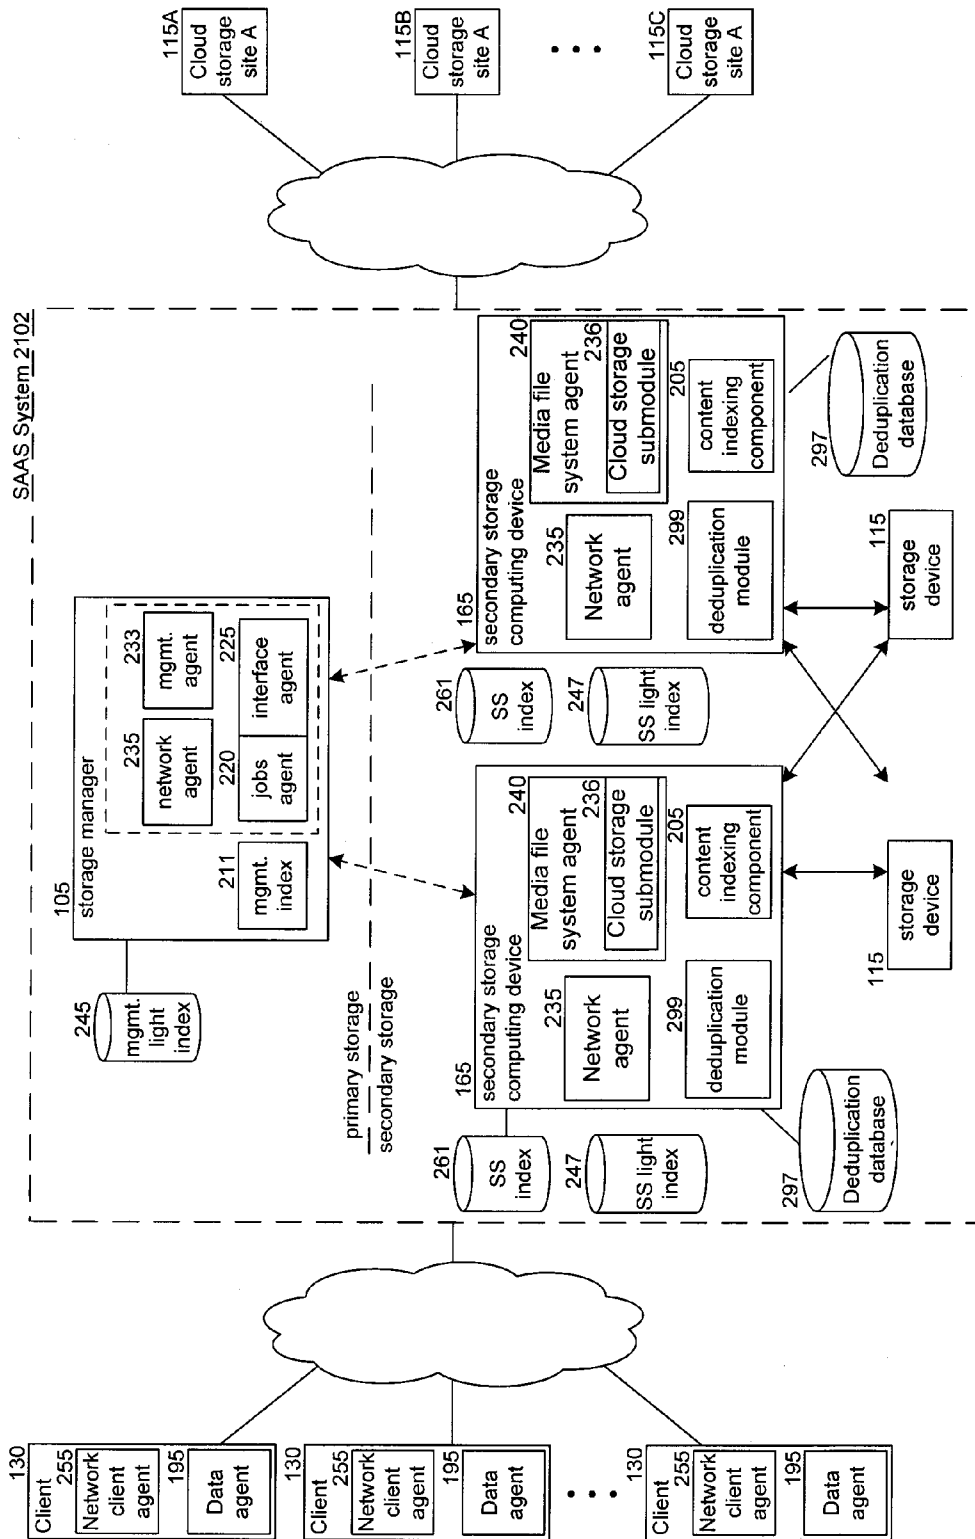 130
Client
255
Network
client
agent
195
Data
agent
130
Client
255
Network
client
agent
195
Data
agent
130
Client
255
Network
client
agent
195
Data
agent
SAAS System 2102
245
mgmt.
light
index
105
storage manager
211
mgmt.
index
235
network
agent
233
mgmt.
agent
220
jobs
agent
225
interface
agent
primary storage
secondary storage
261
SS
index
247
SS light
index
165
secondary storage
computing device
240
Media file
system agent
236
Cloud storage
submodule
235
Network
agent
205
content
indexing
component
299
deduplication
module
297
Deduplication
database
115
storage
device
261
SS
index
247
SS light
index
165
secondary storage
computing device
240
Media file
system agent
236
Cloud storage
submodule
235
Network
agent
205
content
indexing
component
299
deduplication
module
297
Deduplication
database
115
storage
device
115A
Cloud
storage
site A
115B
Cloud
storage
site A
115C
Cloud
storage
site A